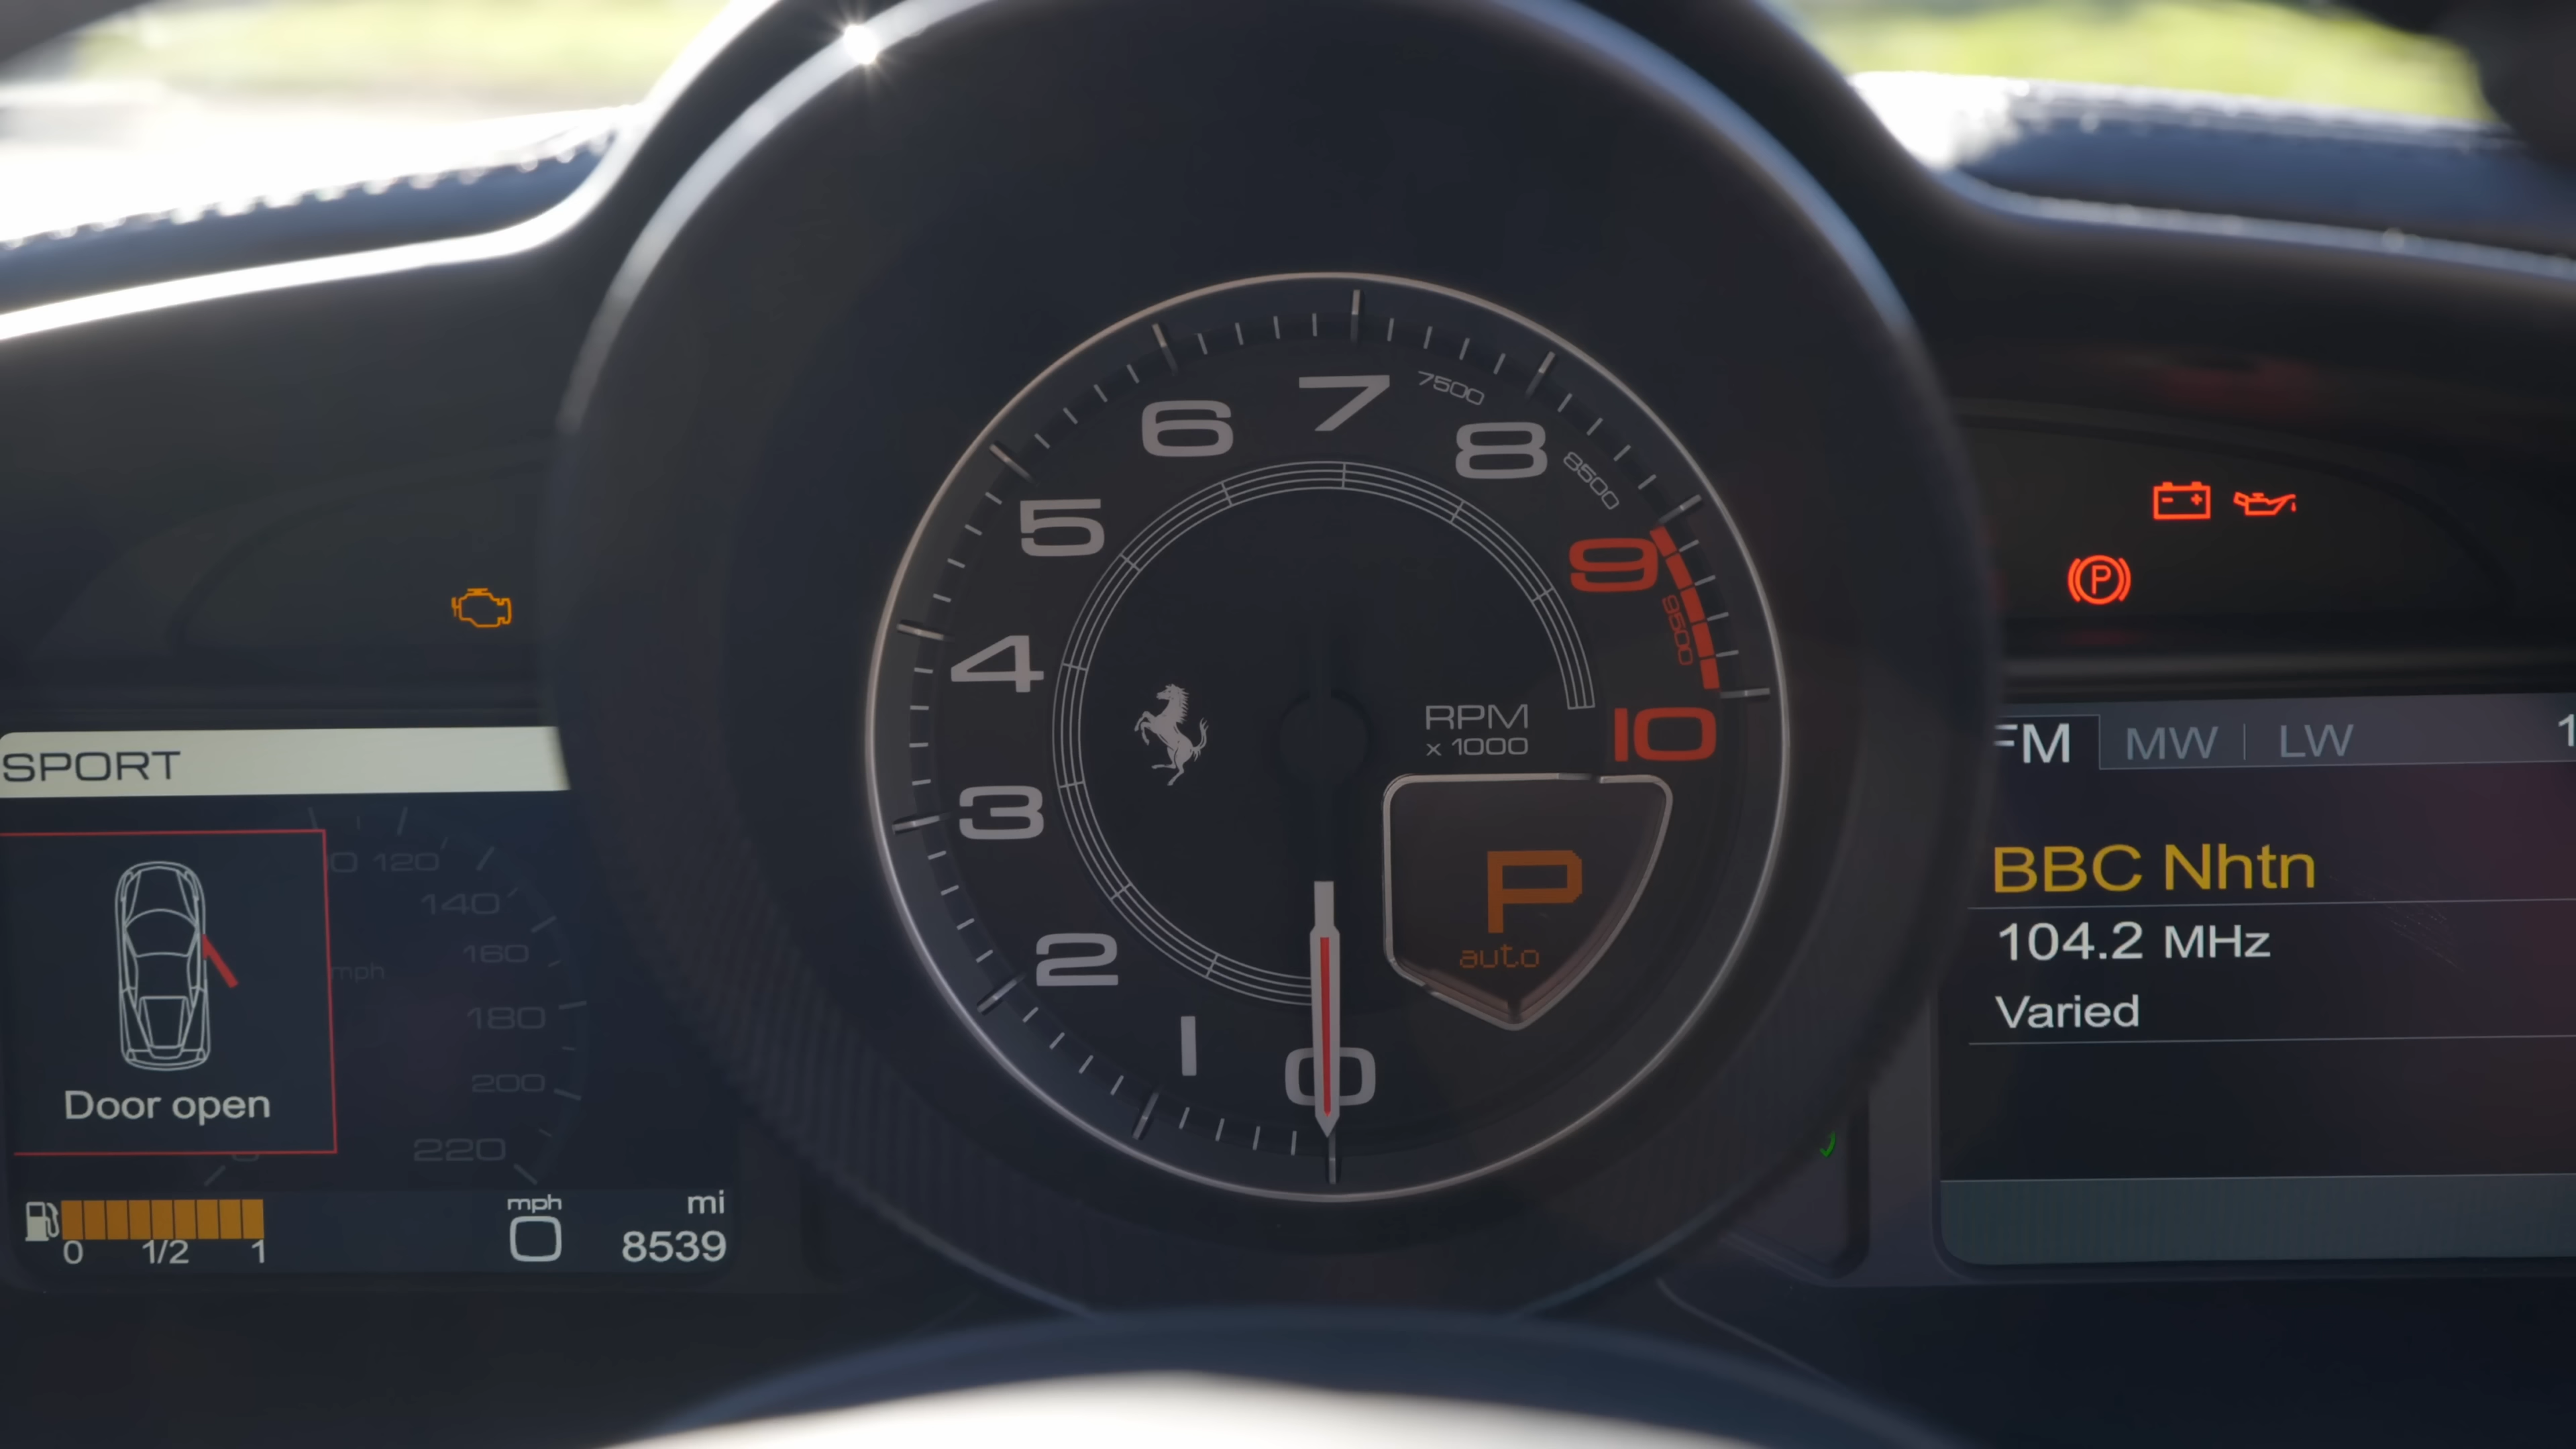 SPORT
120
140
160
mph
180
200
220
Door open
0 1/2 1
mph
0
mi
8539
0
1
2
3
4
5
6
7
7500
8
8500
9
9500
10
RPM
x 1000
P
auto
P
FM MW LW
BBC Nhtn
104.2 MHz
Varied